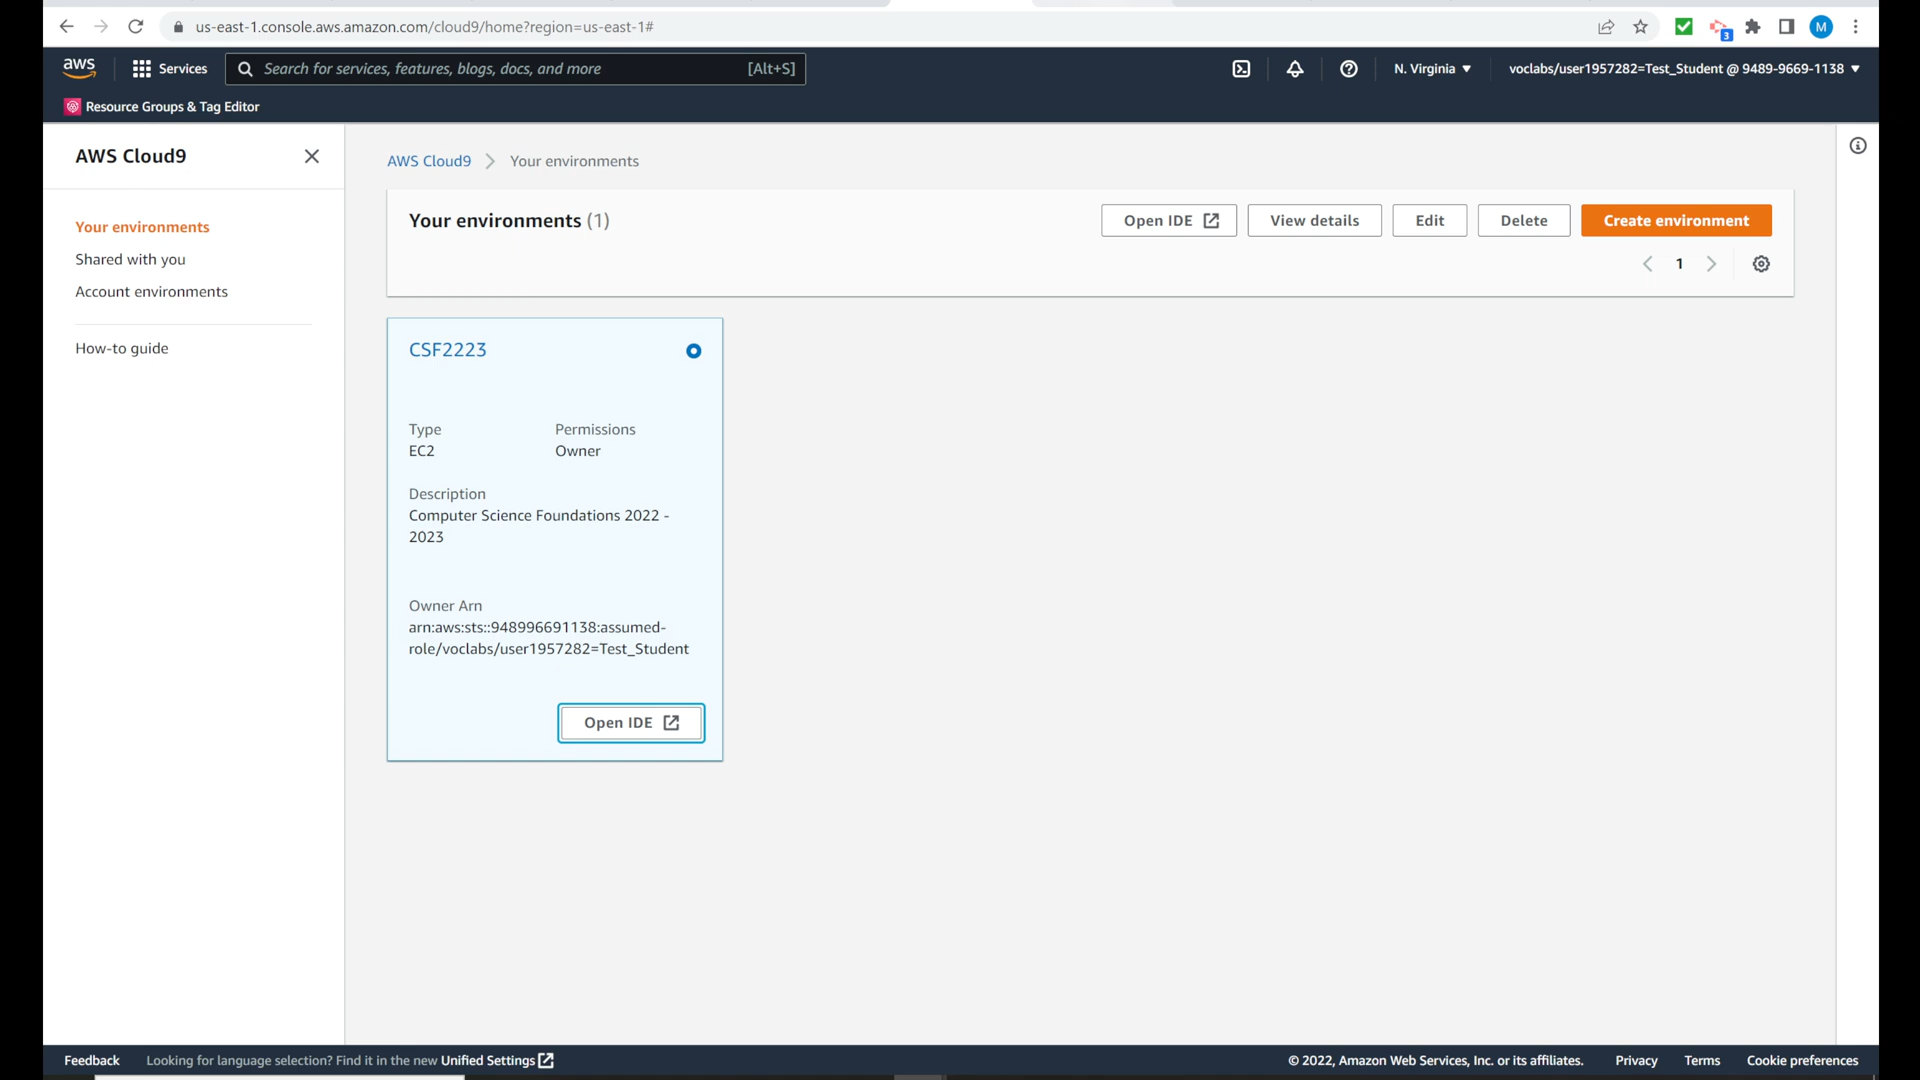 us-east-1.console.aws.amazon.com/cloud9/home?region=us-east-1#
3
M
aws
Services
Search for services, features, blogs, docs, and more
[Alt+S]
N. Virginia
voclabs/user1957282=Test_Student @ 9489-9669-1138
Resource Groups & Tag Editor
AWS Cloud9
Your environments
Shared with you
Account environments
How-to guide
AWS Cloud9 > Your environments
Your environments (1)
Open IDE
View details
Edit
Delete
Create environment
1
CSF2223
Type
EC2
Permissions
Owner
Description
Computer Science Foundations 2022 -
2023
Owner Arn
arn:aws:sts::948996691138:assumed-
role/voclabs/user1957282=Test_Student
Open IDE
Feedback
Looking for language selection? Find it in the new Unified Settings
© 2022, Amazon Web Services, Inc. or its affiliates.
Privacy
Terms
Cookie preferences